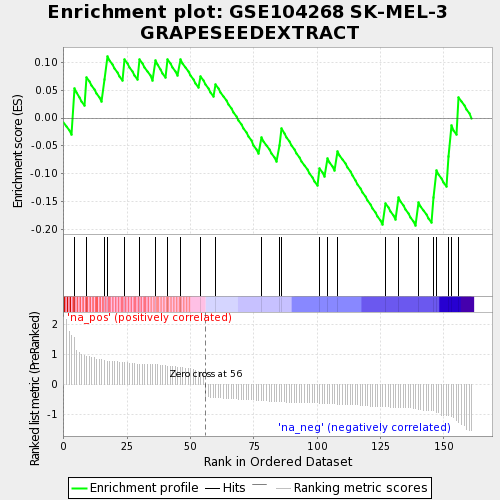 Enrichment plot: GSE104268 SK-MEL-3
GRAPESEEDEXTRACT
Enrichment score (ES)
0.10
0.05
0.00
-0.05
-0.10
-0.15
-0.20
'na_pos' (positively correlated)
Ranked list metric (PreRanked)
2
1
0
-1
Zero cross at 56
'na_neg' (negatively correlated)
0
25
50
75
100
125
150
Rank in Ordered Dataset
Enrichment profile
Hits
Ranking metric scores